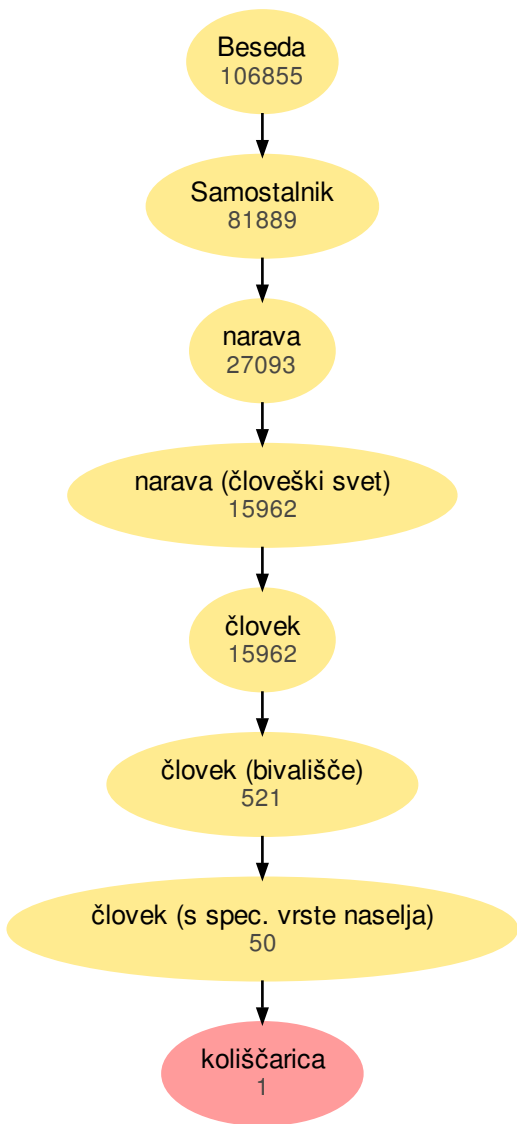 Beseda
106855
Samostalnik
81889
narava
27093
narava (človeški svet)
15962
človek
15962
človek (bivališče)
521
človek (s spec. vrste naselja)
50
koliščarica
1